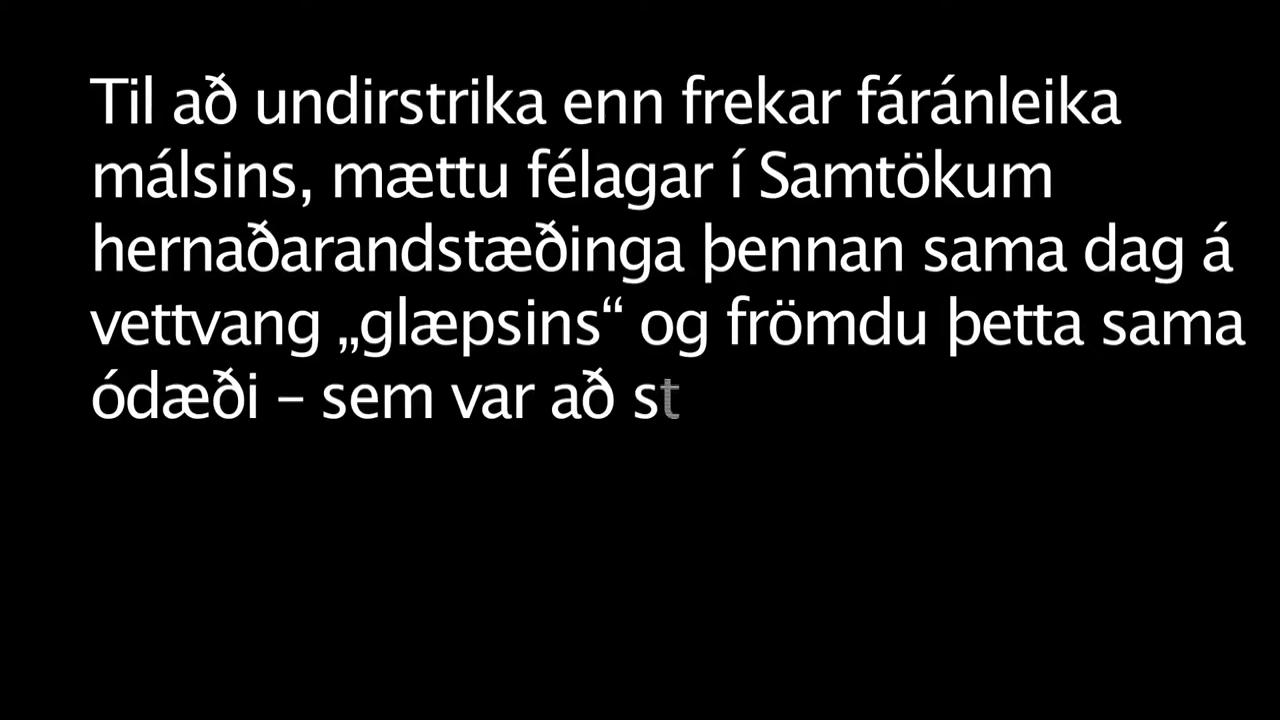 Til að undirstrika enn frekar fáránleika
málsins, mættu félagar í Samtökum
hernaðarandstæðinga þennan sama dag á
vettvang „glæpsins“ og frömdu þetta sama
ódæði – sem var að st